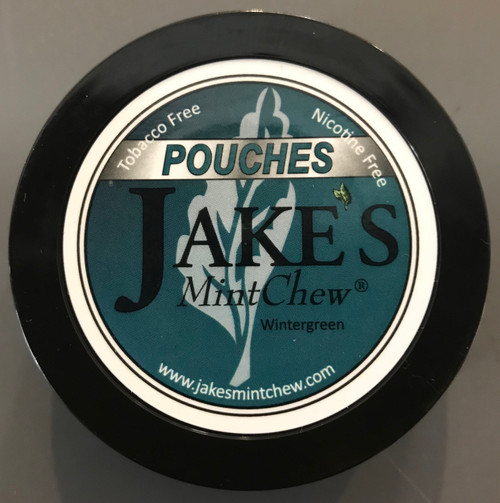 Tobacco Free
Nicotine Free
POUCHES
JAKE'S
MintChew®
Wintergreen
www.jakesmintchew.com